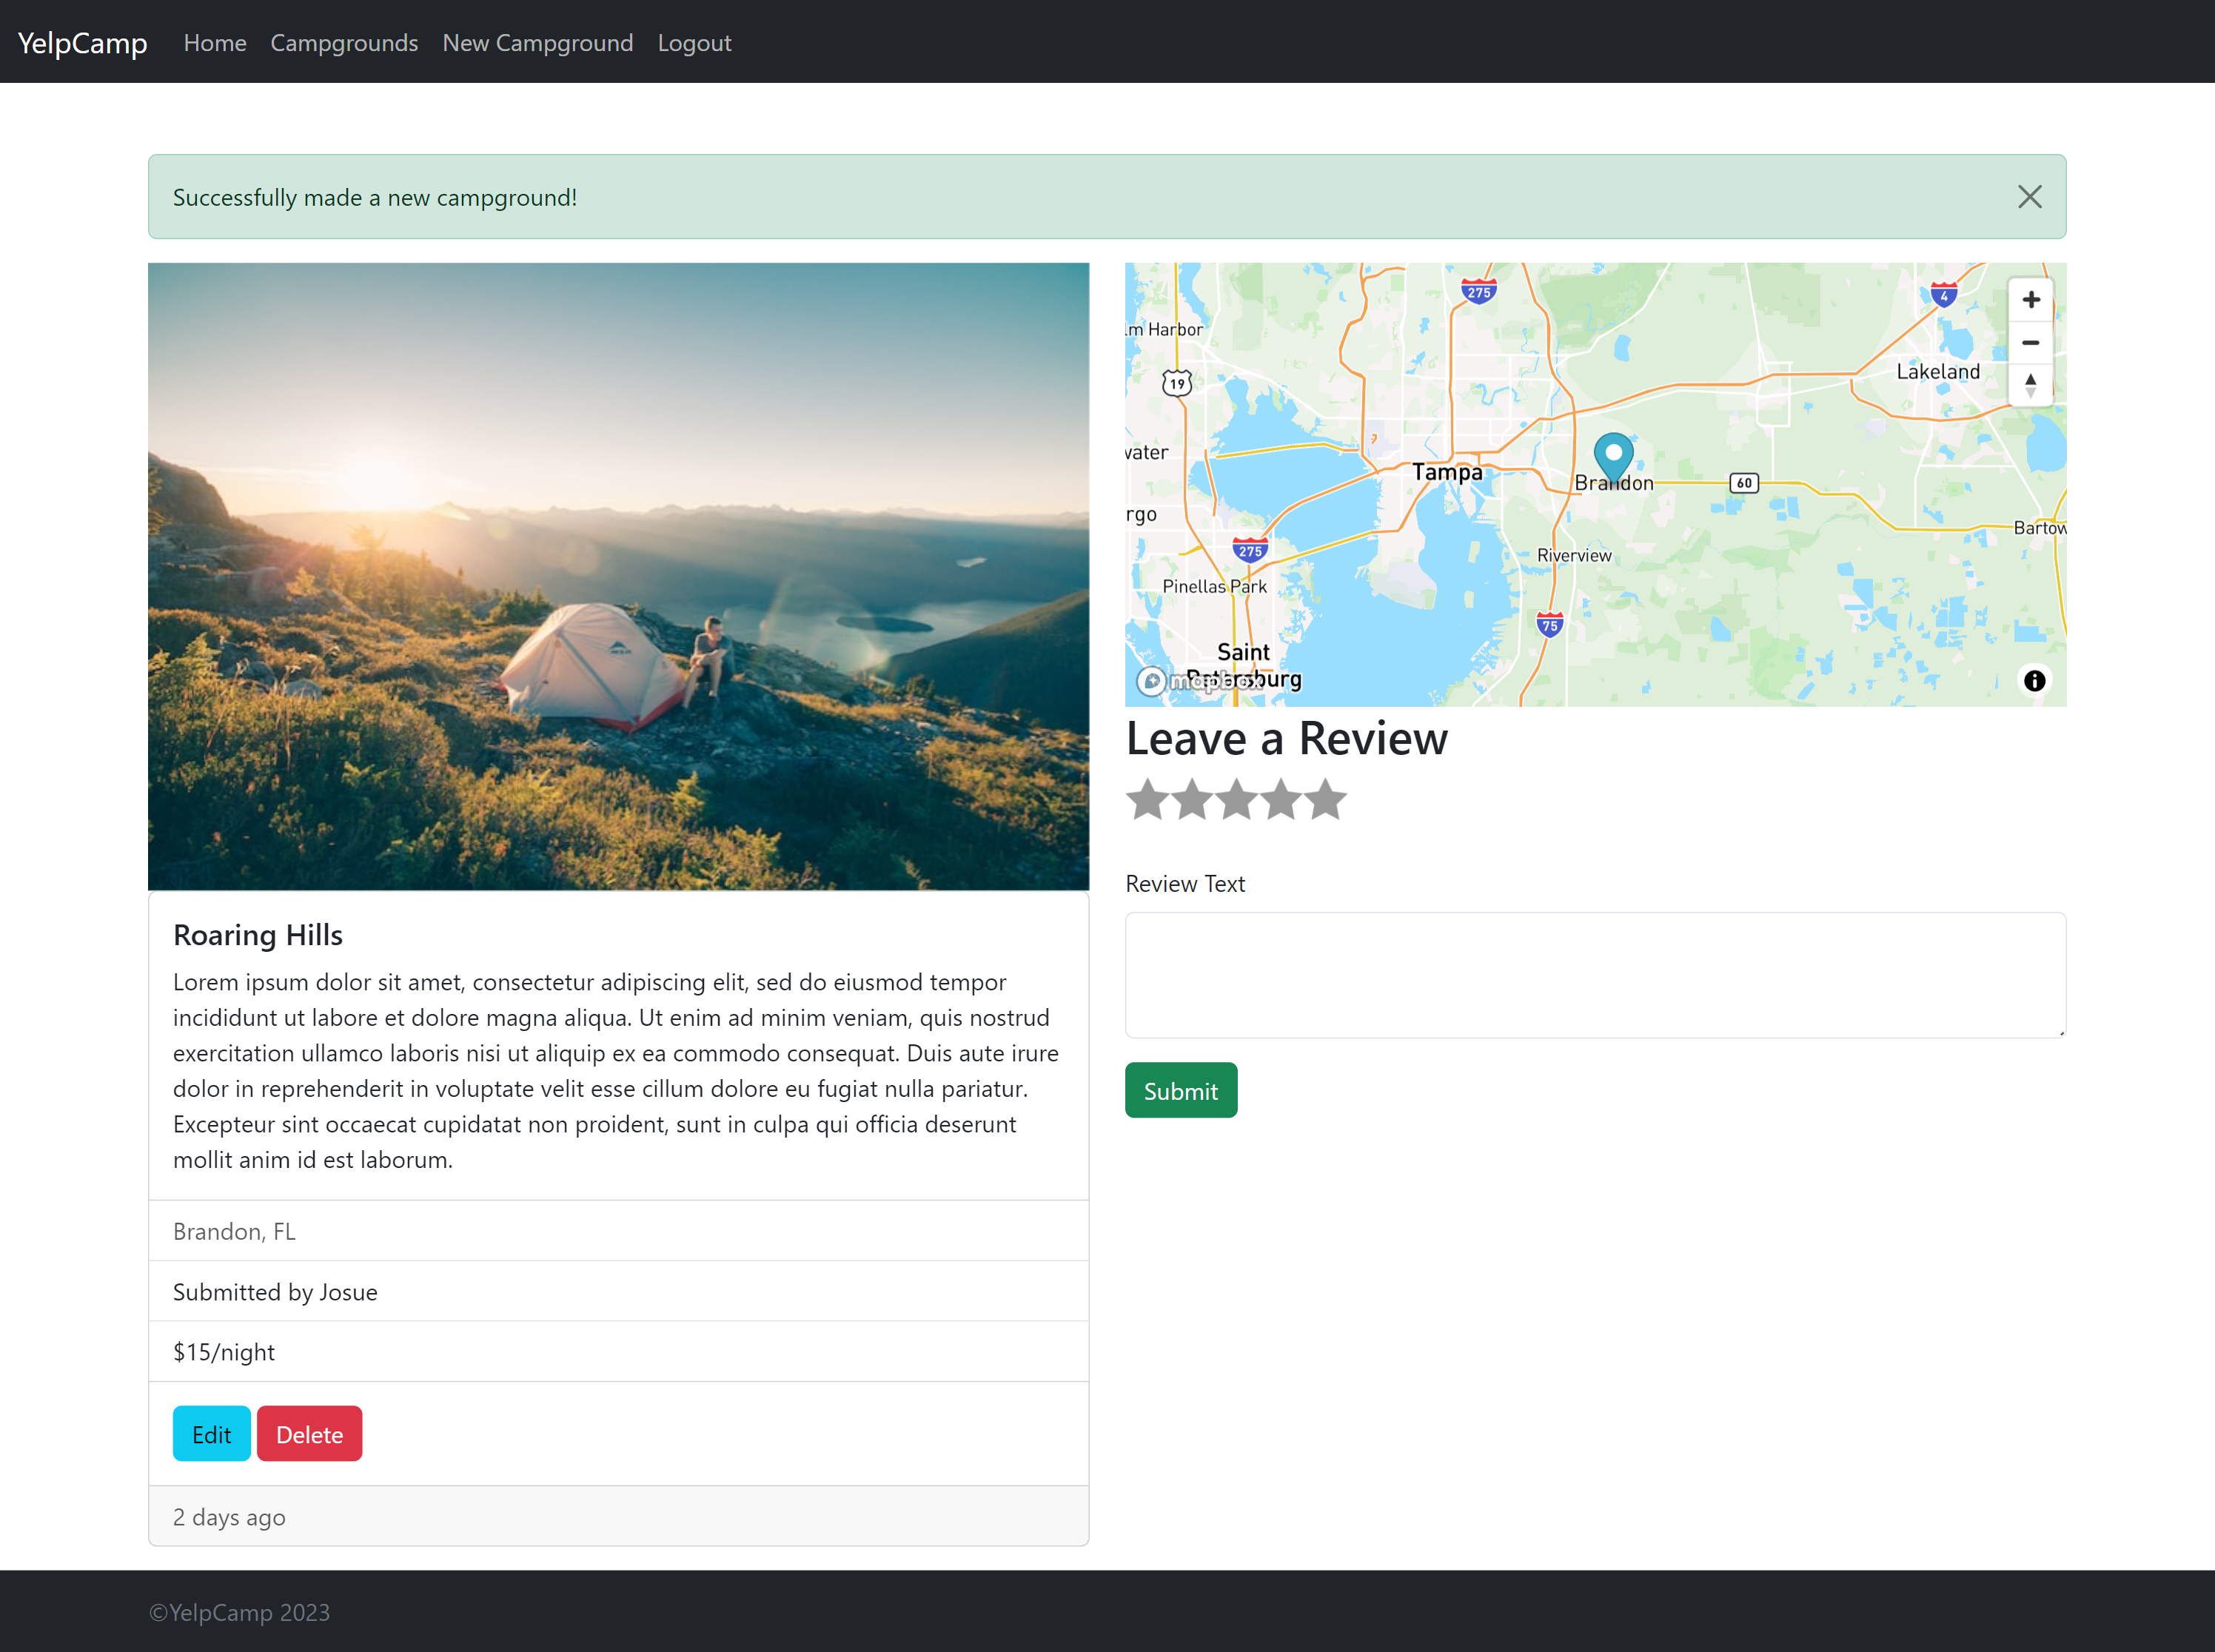 YelpCamp Home Campgrounds New Campground Logout
Successfully made a new campground!
275
4
lm Harbor
19
Lakeland
water
Tampa
Brandon
60
rgo
Bartow
275
Riverview
Pinellas Park
75
Saint
Petersburg
mapbox
Leave a Review
Review Text
Submit
Roaring Hills
Lorem ipsum dolor sit amet, consectetur adipiscing elit, sed do eiusmod tempor
incididunt ut labore et dolore magna aliqua. Ut enim ad minim veniam, quis nostrud
exercitation ullamco laboris nisi ut aliquip ex ea commodo consequat. Duis aute irure
dolor in reprehenderit in voluptate velit esse cillum dolore eu fugiat nulla pariatur.
Excepteur sint occaecat cupidatat non proident, sunt in culpa qui officia deserunt
mollit anim id est laborum.
Brandon, FL
Submitted by Josue
$15/night
Edit Delete
2 days ago
©YelpCamp 2023